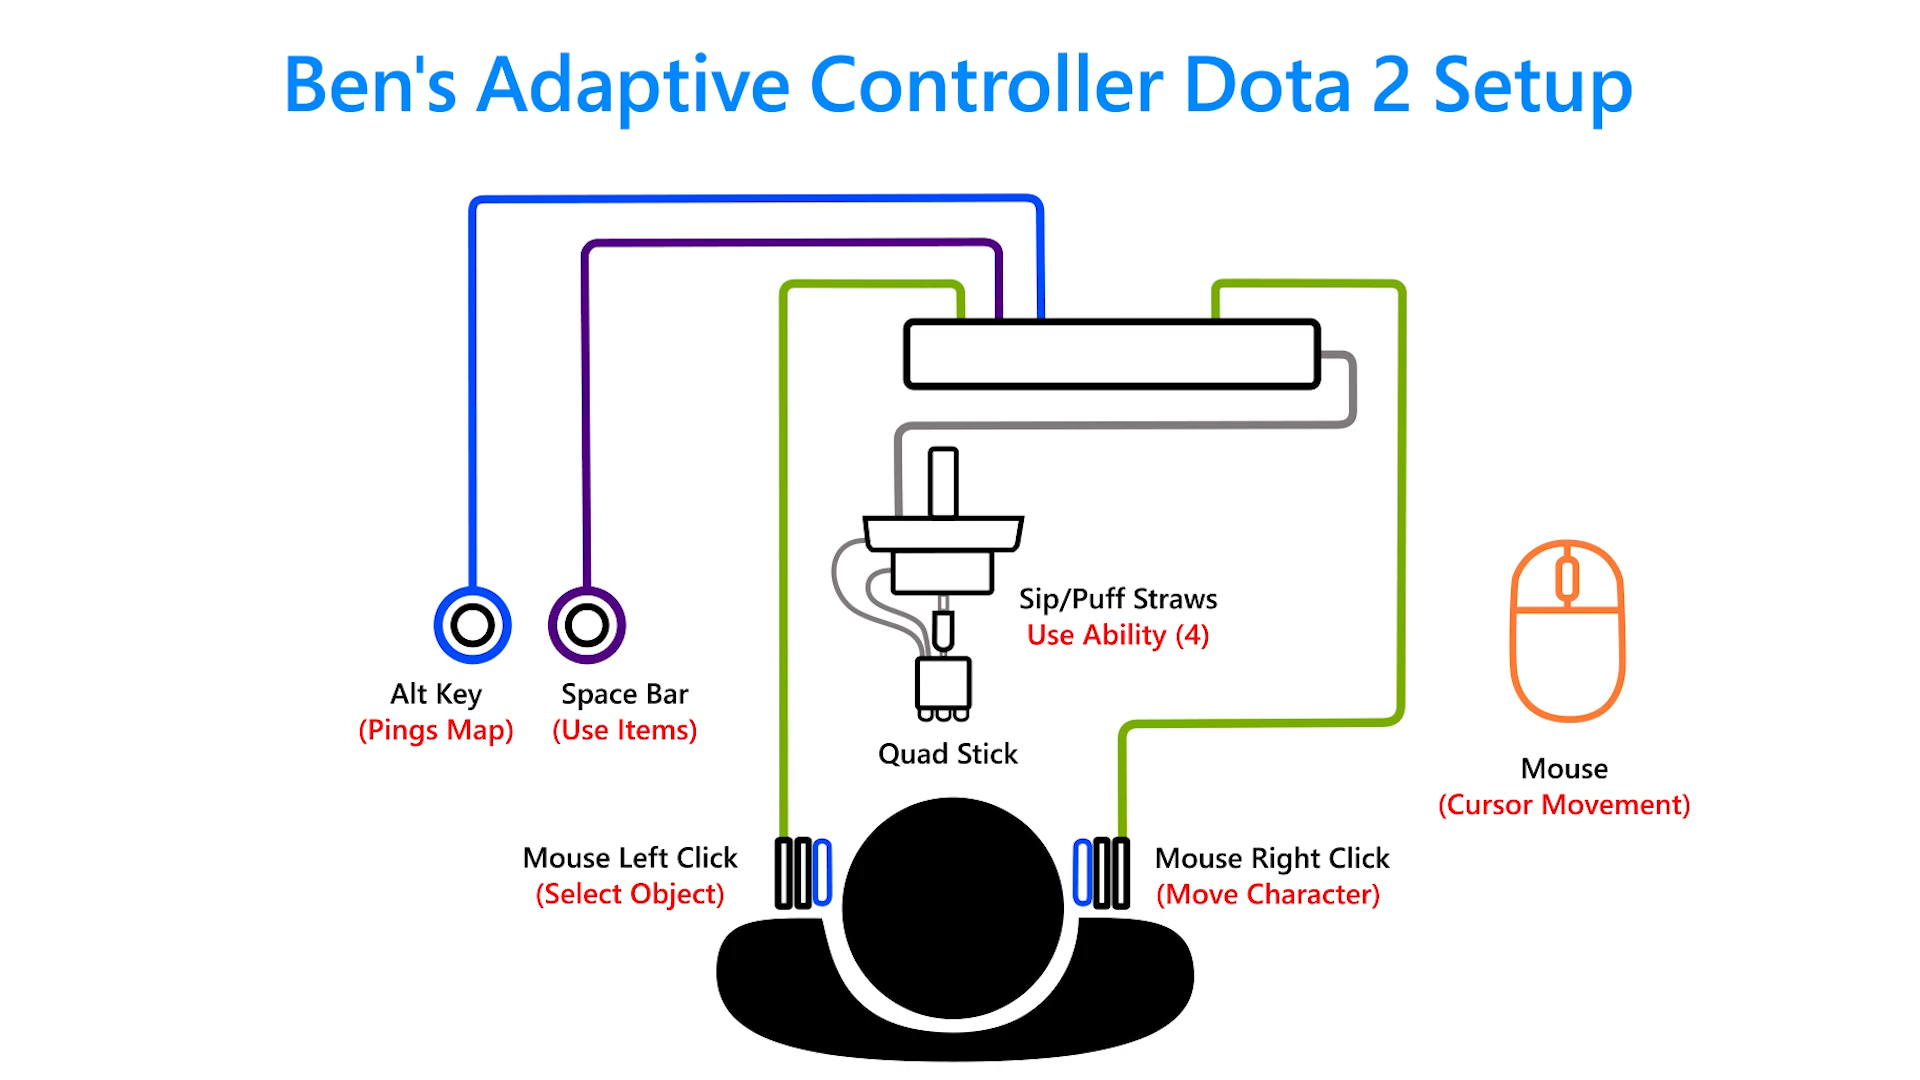 Ben's Adaptive Controller Dota 2 Setup
Sip/Puff Straws
Use Ability (4)
Alt Key
(Pings Map)
Space Bar
(Use Items)
Quad Stick
Mouse
(Cursor Movement)
Mouse Left Click
(Select Object)
Mouse Right Click
(Move Character)